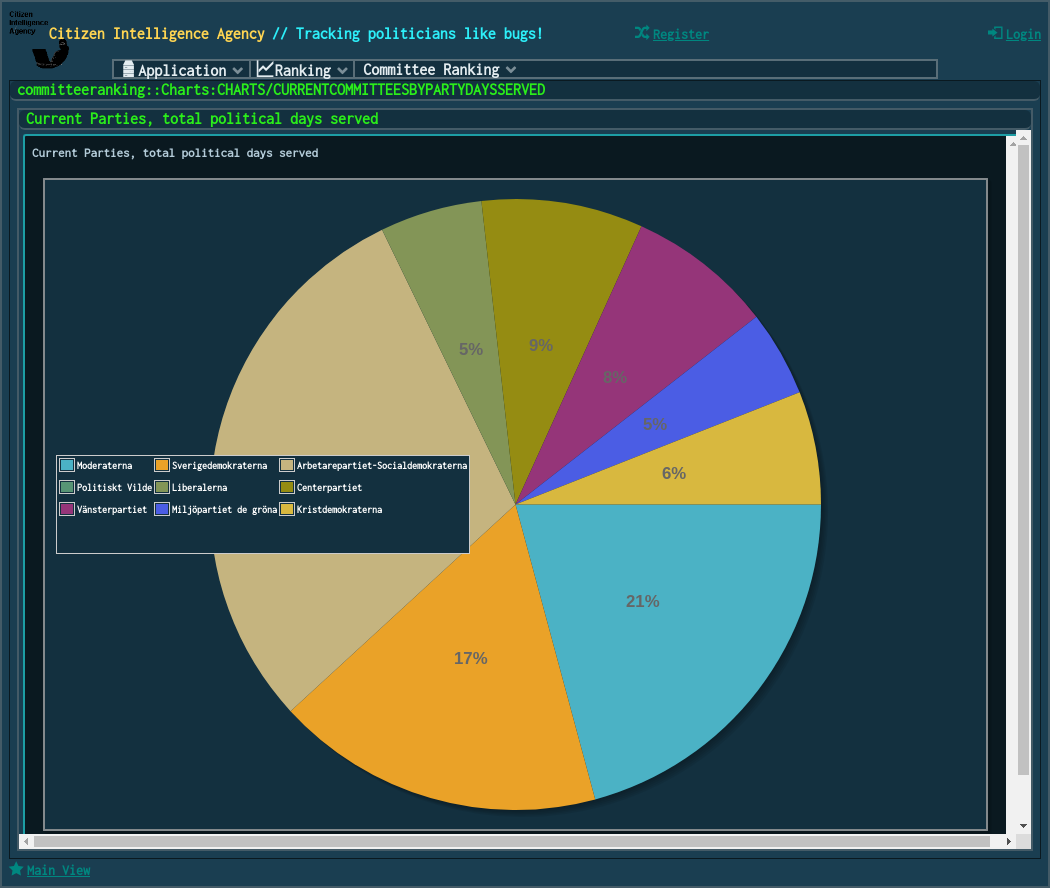 Citizen
Intelligence
Agency
Citizen Intelligence Agency // Tracking politicians like bugs!
Register
Login
Application
Ranking
Committee Ranking
committeeranking::Charts:CHARTS/CURRENTCOMMITTEESBYPARTYDAYSSERVED
Current Parties, total political days served
Current Parties, total political days served
5%
9%
8%
5%
6%
21%
17%
Moderaterna
Sverigedemokraterna
Arbetarepartiet-Socialdemokraterna
Politiskt Vilde
Liberalerna
Centerpartiet
Vänsterpartiet
Miljöpartiet de gröna
Kristdemokraterna
Main View